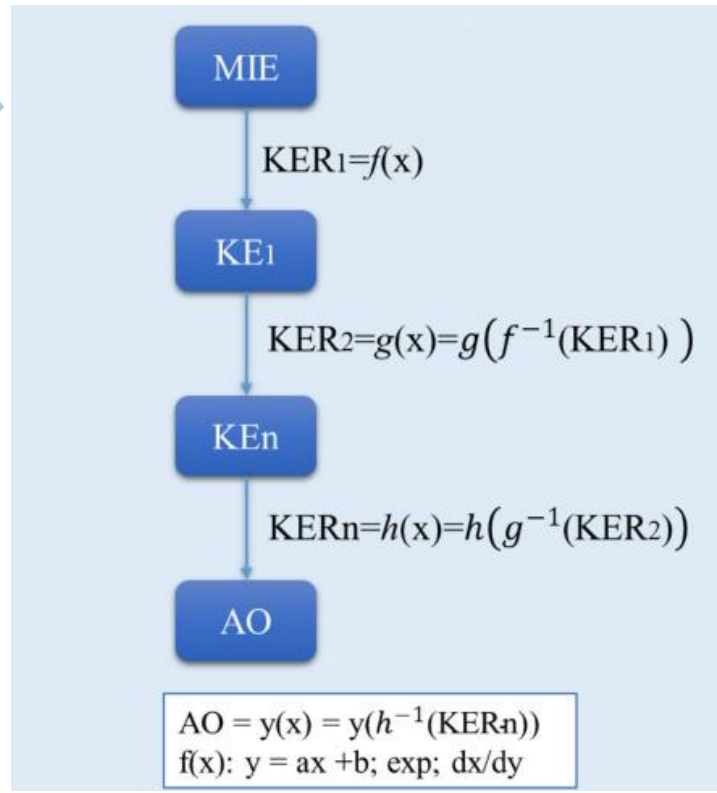 MIE
KER1=f(x)
KE1
KER2=g(x)=g(f⁻¹(KER1) )
KEn
KERn=h(x)=h(g⁻¹(KER2))
AO
AO = y(x) = y(h⁻¹(KERn))
f(x): y = ax +b; exp; dx/dy